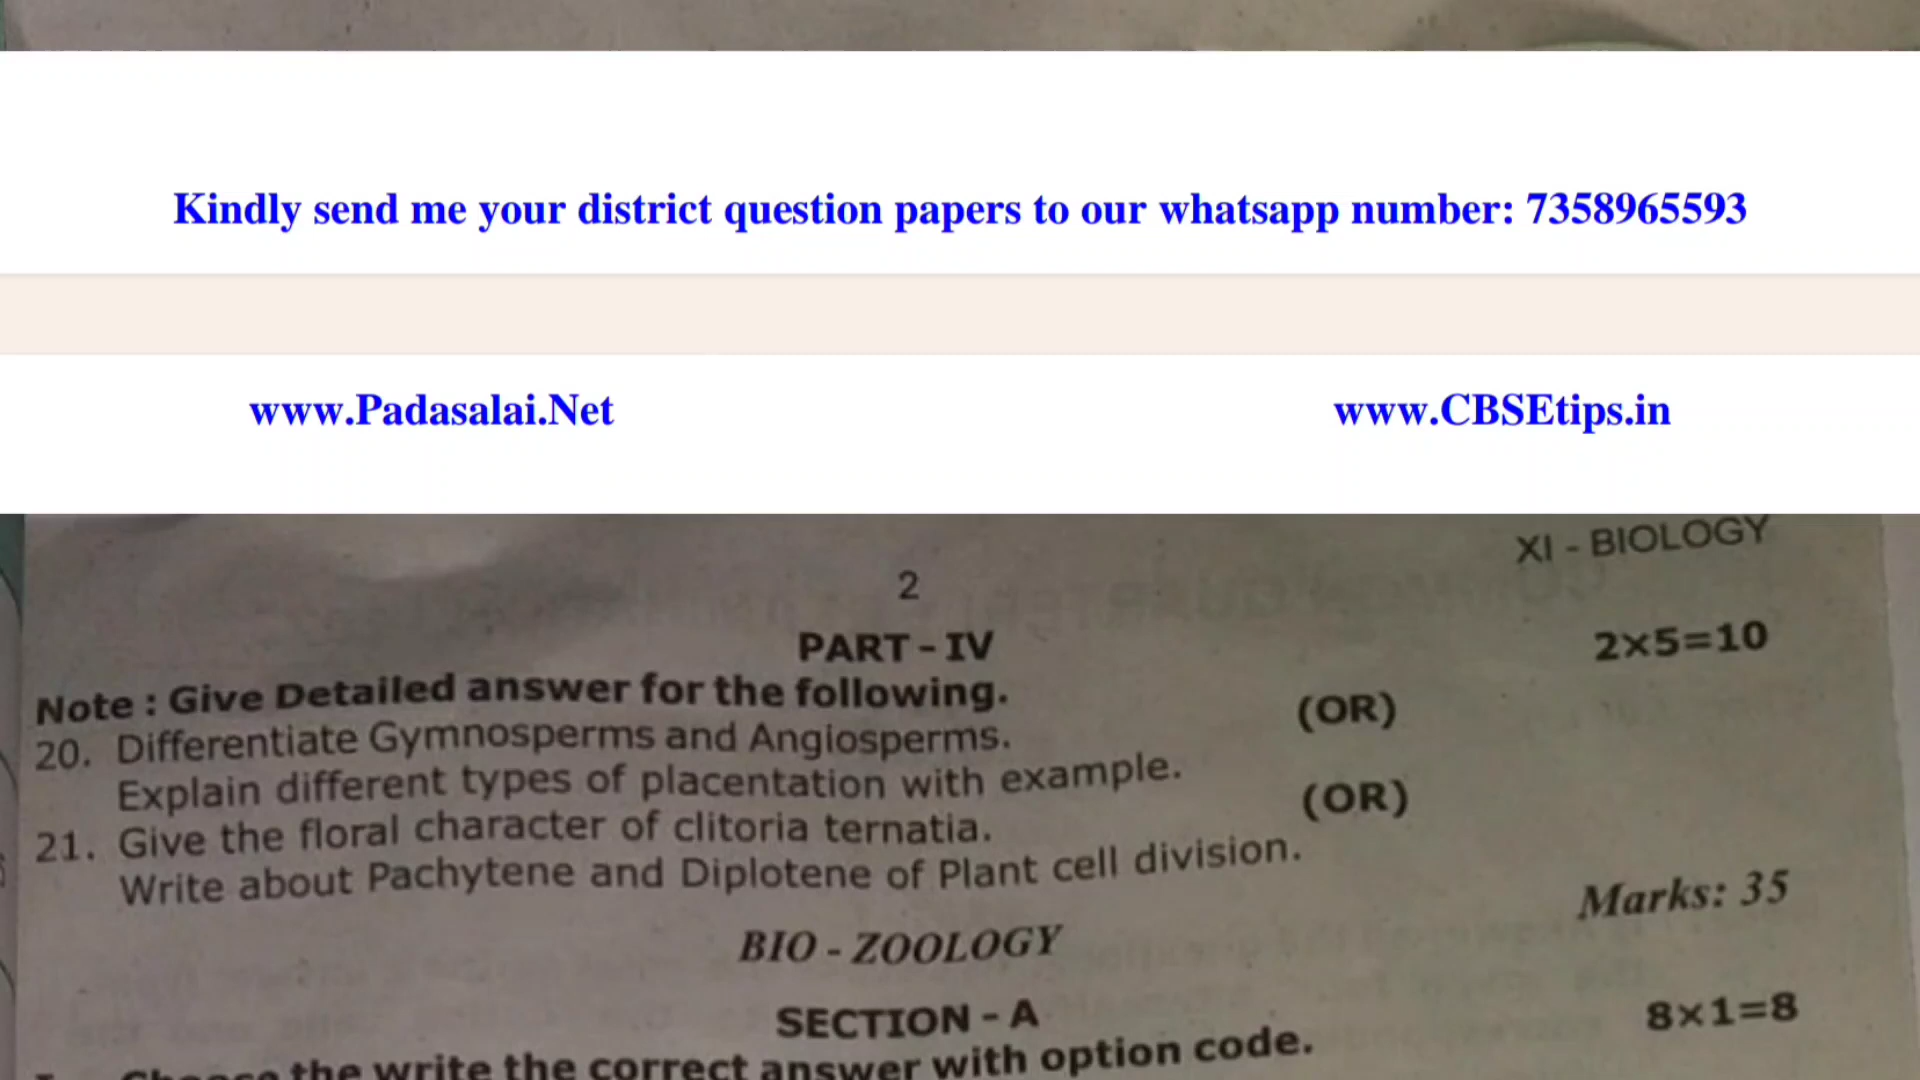 Kindly send me your district question papers to our whatsapp number: 7358965593
www.Padasalai.Net www.CBSEtips.in
XI - BIOLOGY
2
PART - IV
2×5=10
Note : Give Detailed answer for the following.
20. Differentiate Gymnosperms and Angiosperms. (OR)
Explain different types of placentation with example.
21. Give the floral character of clitoria ternatia. (OR)
Write about Pachytene and Diplotene of Plant cell division.
Marks: 35
BIO - ZOOLOGY
SECTION - A
8×1=8
the write the correct answer with option code.